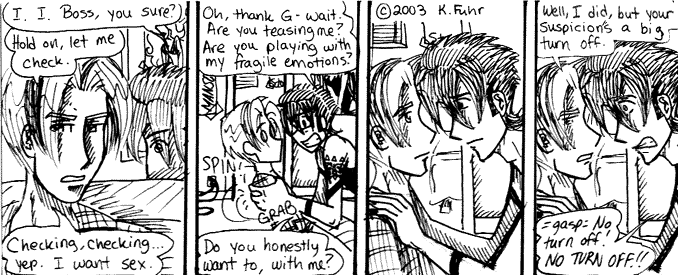 I. I. Boss, you sure?
Hold on, let me
check.
Checking, checking...
yep. I want sex.
Oh, thank G- wait.
Are you teasing me?
Are you playing with
my fragile emotions?
SPIN!
GRAB
Do you honestly
want to, with me?
©2003 K. Fuhr
Well, I did, but your
suspicion's a big
turn off.
=gasp= No
turn off!
NO TURN OFF!!